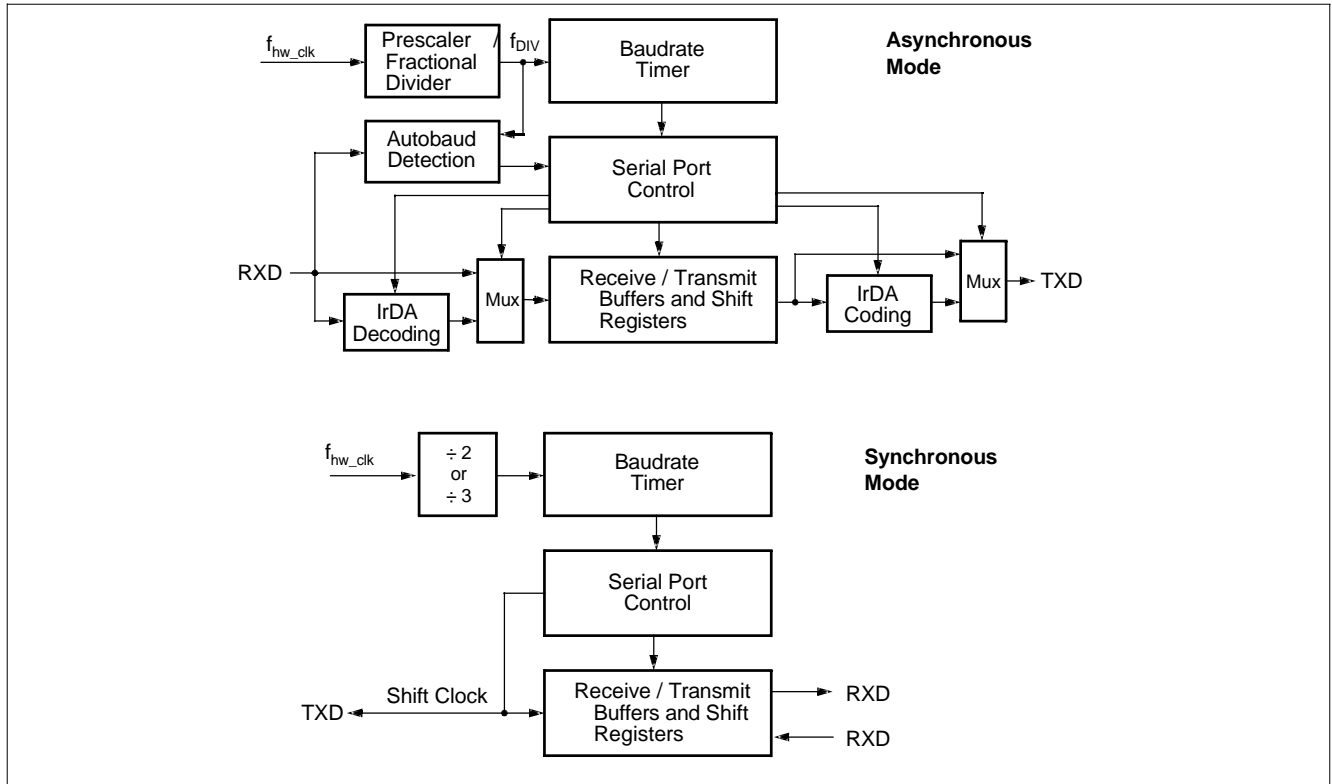 f_hw_clk
Prescaler /
Fractional
Divider
f_DIV
Baudrate
Timer
Asynchronous
Mode
Autobaud
Detection
Serial Port
Control
RXD
IrDA
Decoding
Mux
Receive / Transmit
Buffers and Shift
Registers
IrDA
Coding
Mux
TXD
f_hw_clk
÷ 2
or
÷ 3
Baudrate
Timer
Synchronous
Mode
Serial Port
Control
TXD
Shift Clock
Receive / Transmit
Buffers and Shift
Registers
RXD
RXD